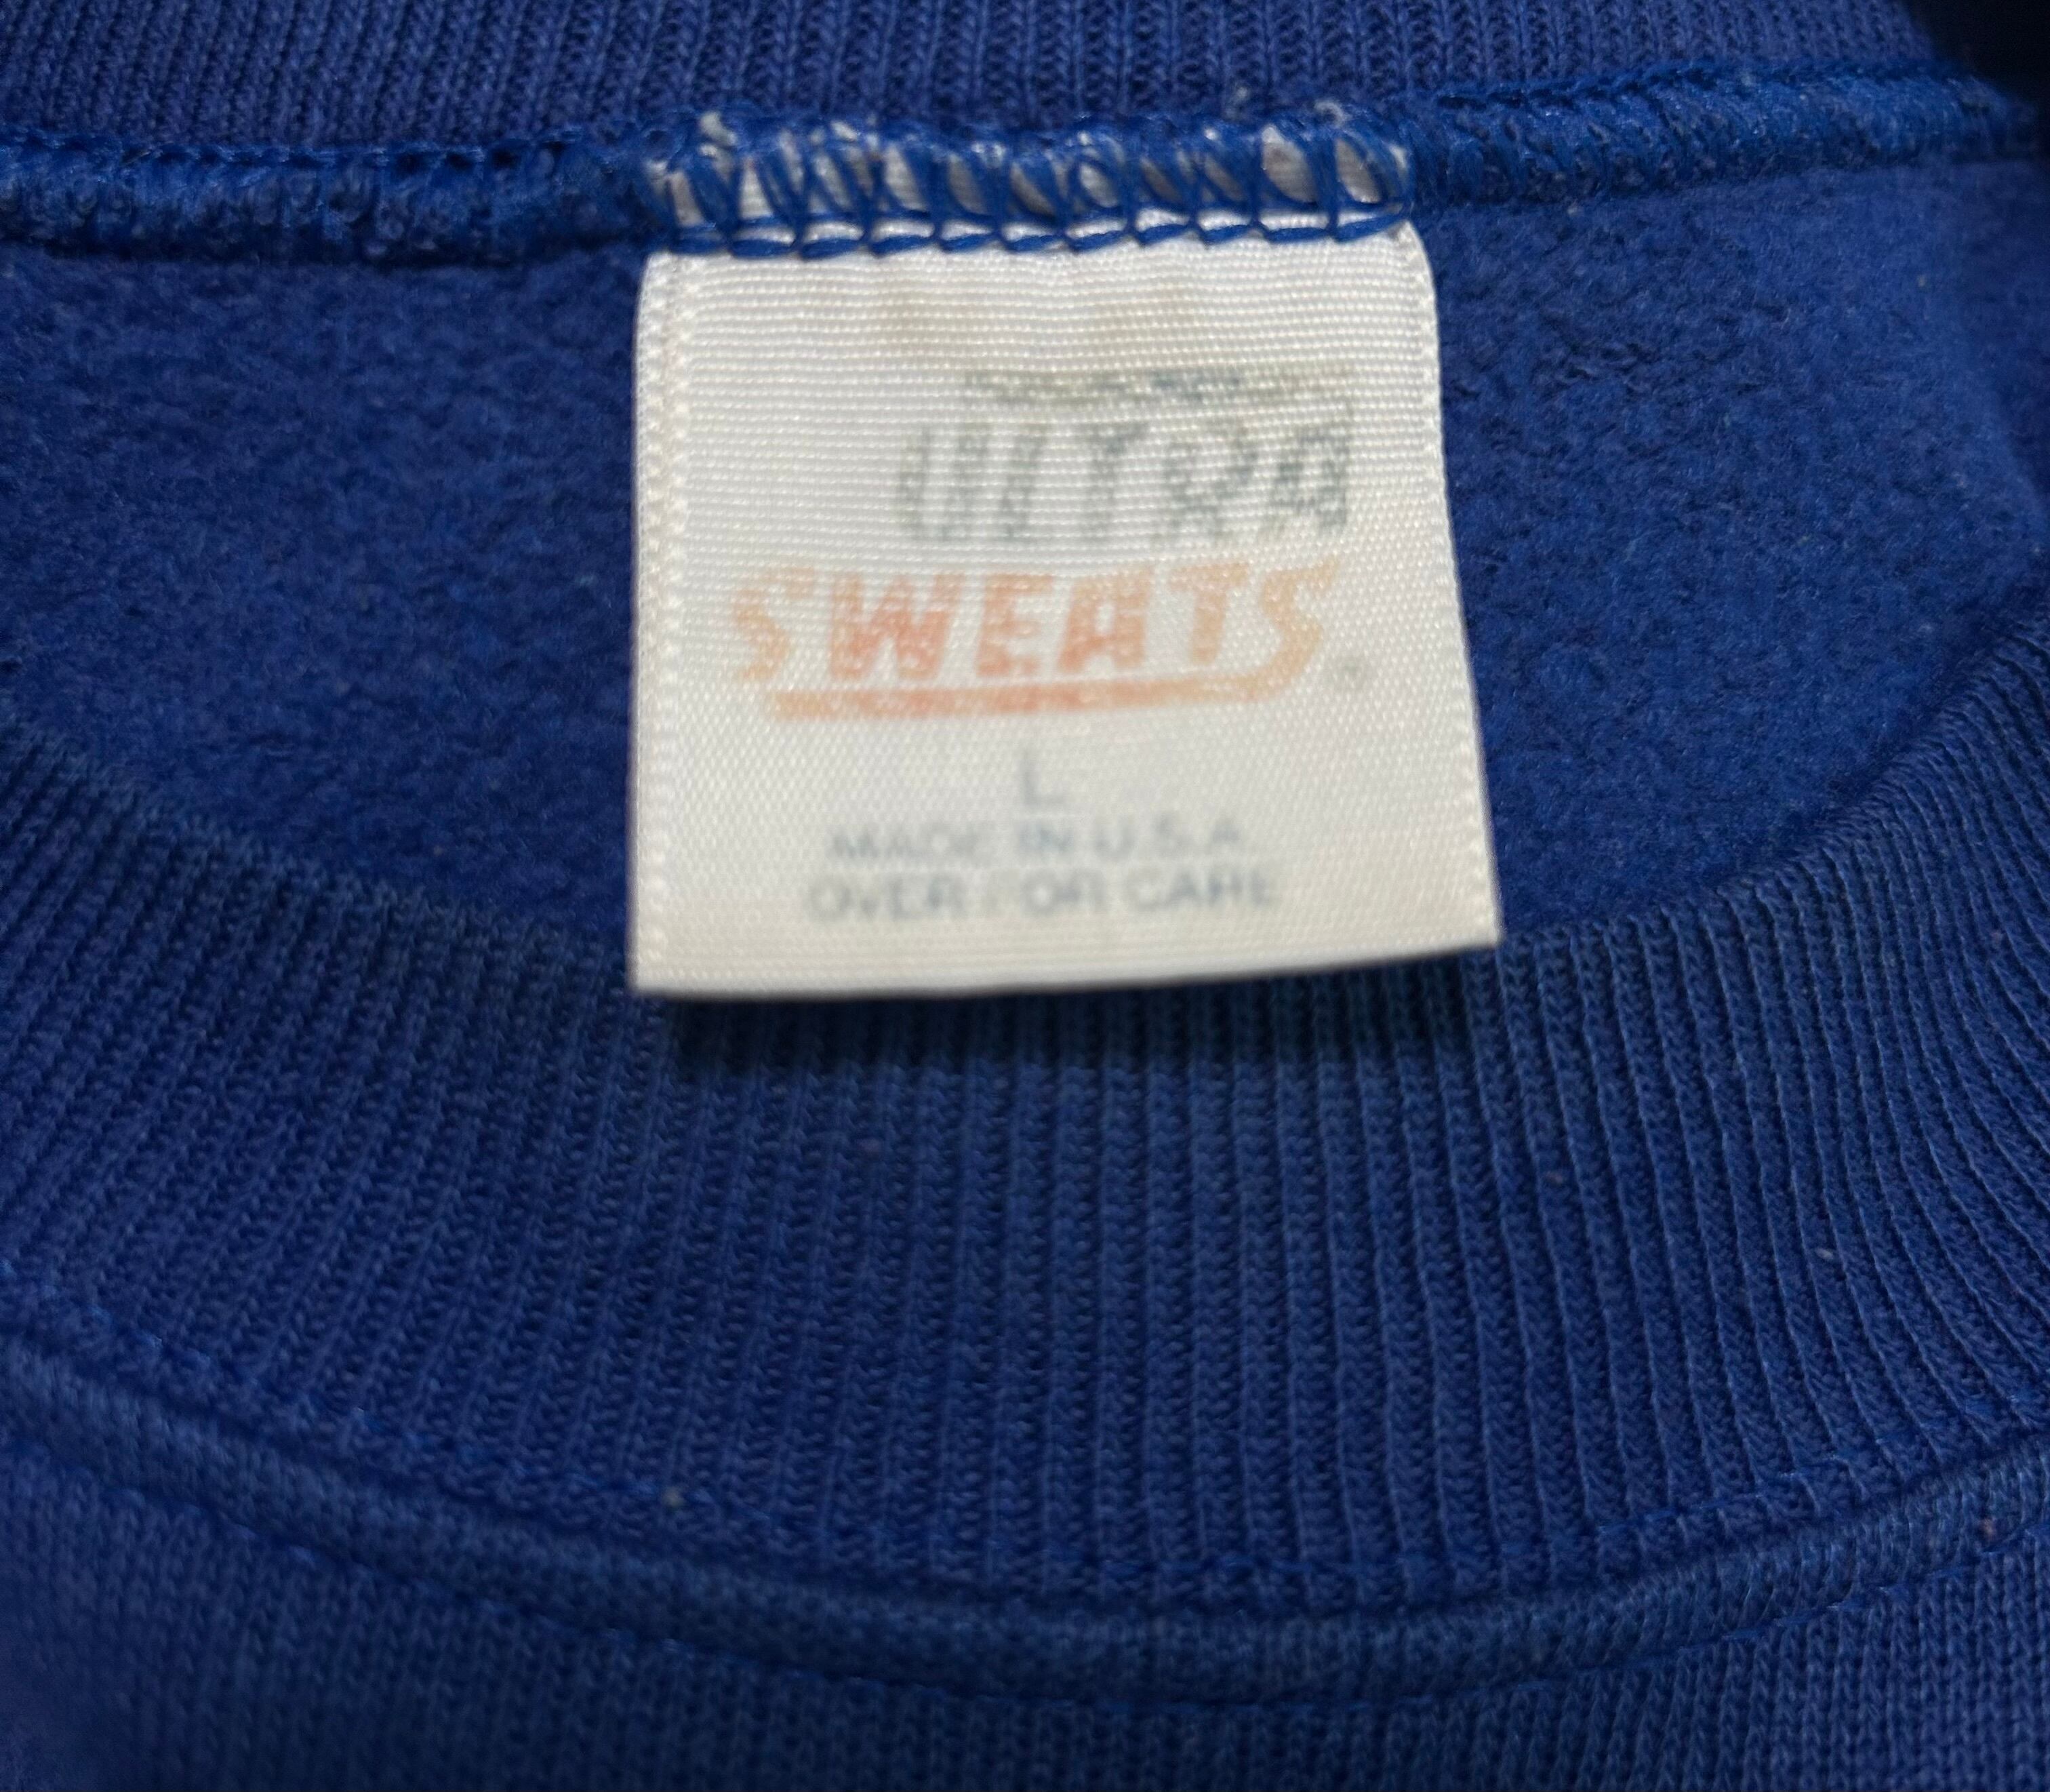 ULTRA
SWEATS
L
MADE IN U.S.A.
OVER FOR CARE